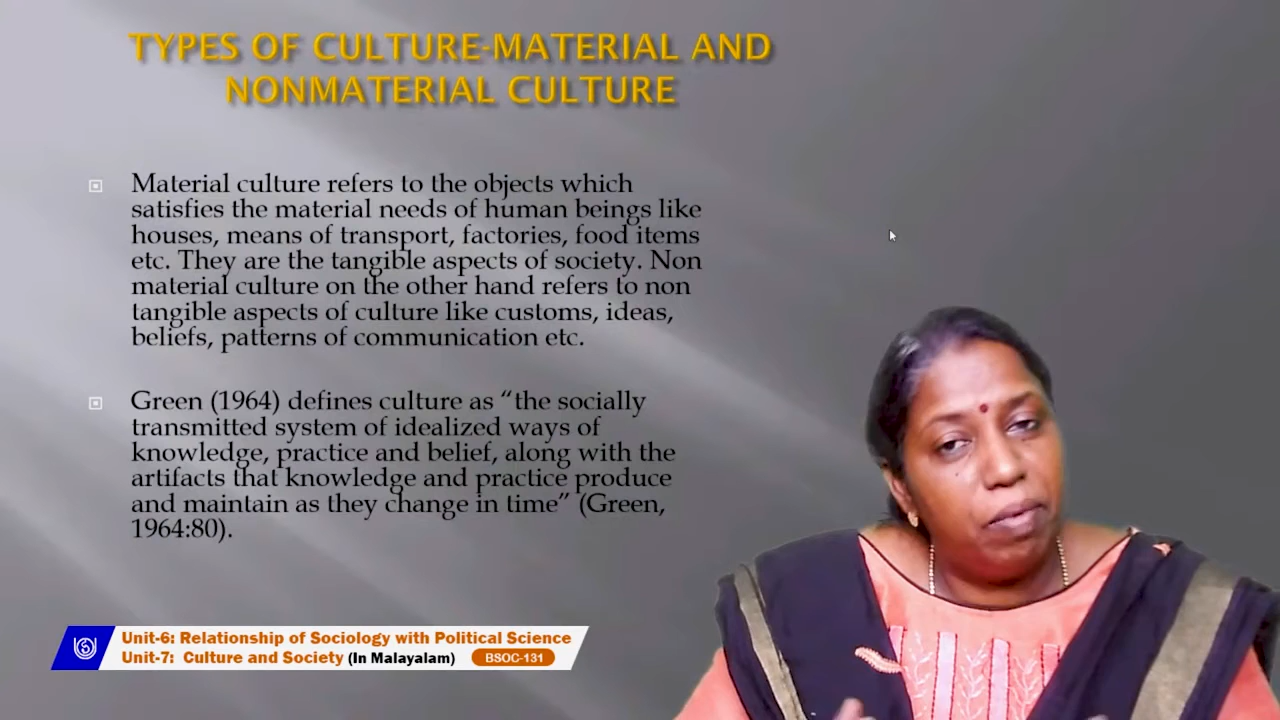 TYPES OF CULTURE-MATERIAL AND
NONMATERIAL CULTURE
Material culture refers to the objects which
satisfies the material needs of human beings like
houses, means of transport, factories, food items
etc. They are the tangible aspects of society. Non
material culture on the other hand refers to non
tangible aspects of culture like customs, ideas,
beliefs, patterns of communication etc.
Green (1964) defines culture as “the socially
transmitted system of idealized ways of
knowledge, practice and belief, along with the
artifacts that knowledge and practice produce
and maintain as they change in time” (Green,
1964:80).
Unit-6: Relationship of Sociology with Political Science
Unit-7: Culture and Society (In Malayalam) BSOC-131